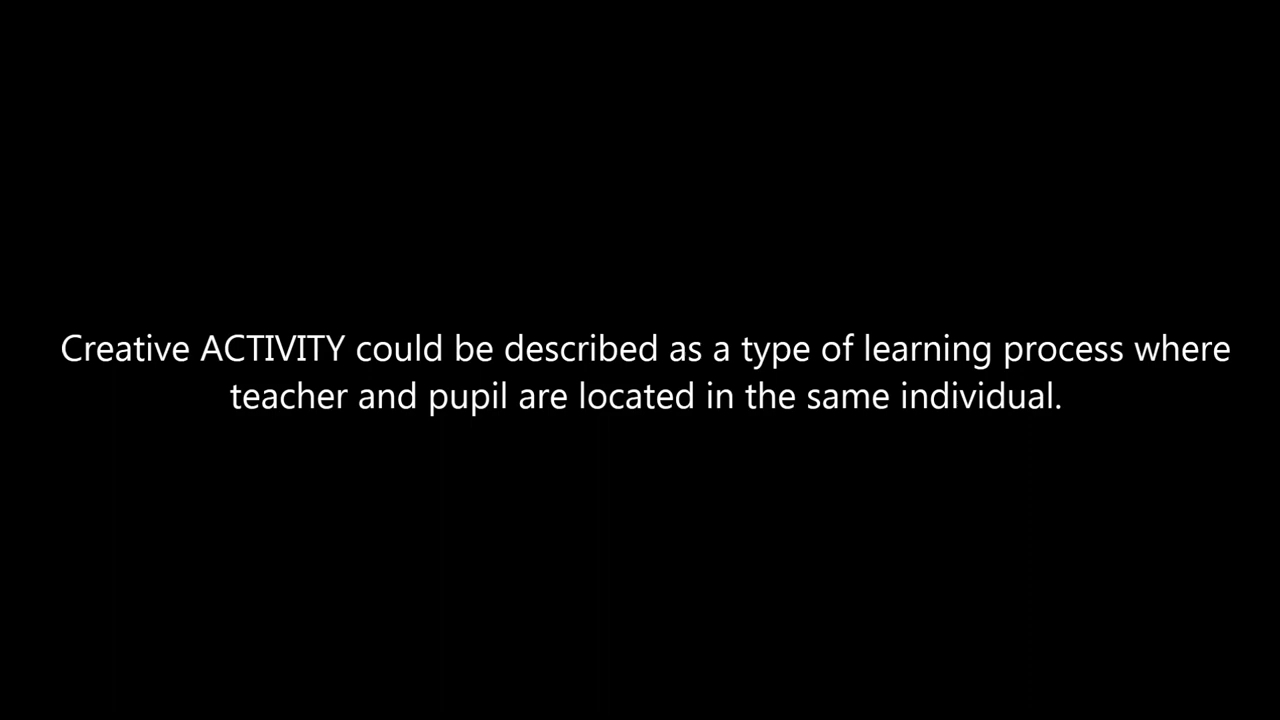 Creative ACTIVITY could be described as a type of learning process where
teacher and pupil are located in the same individual.